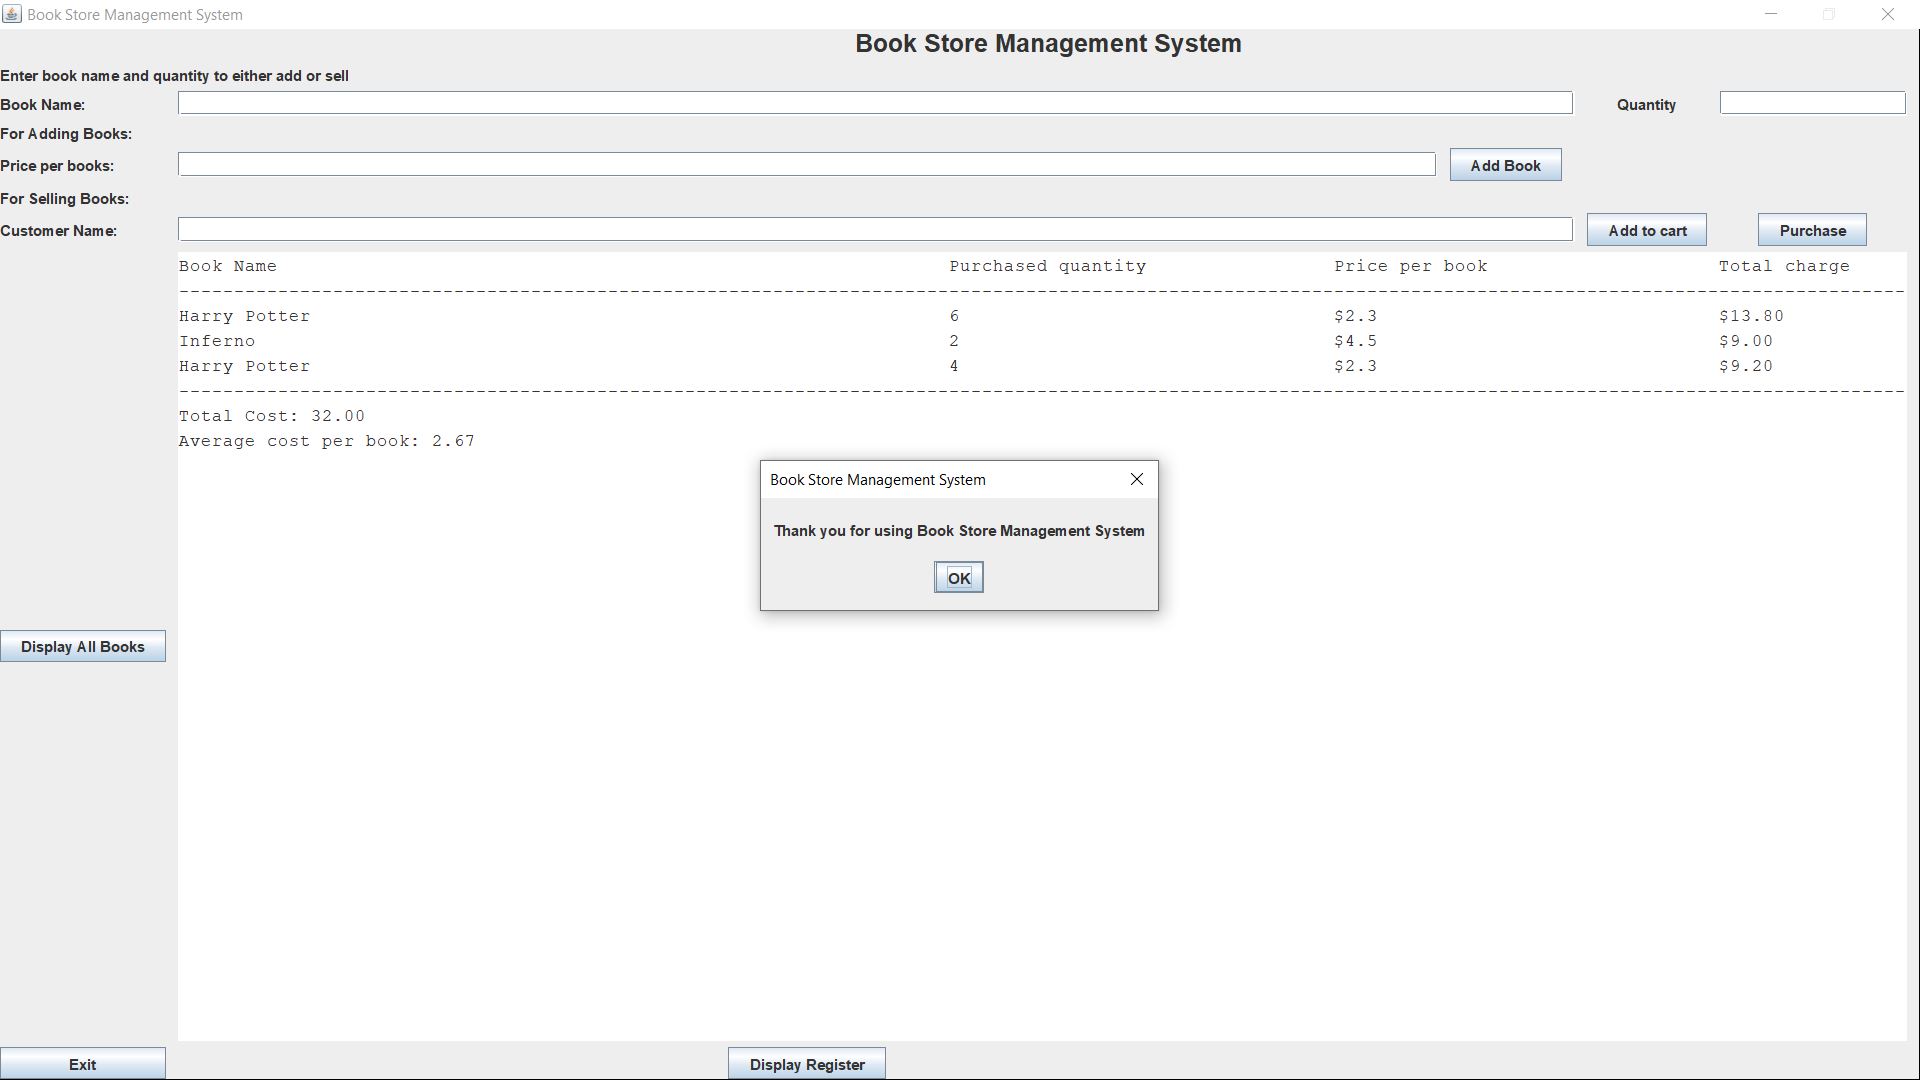 Book Store Management System
Book Store Management System
Enter book name and quantity to either add or sell
Book Name: Quantity
For Adding Books:
Price per books: Add Book
For Selling Books:
Customer Name: Add to cart Purchase
Book Name Purchased quantity Price per book Total charge
Harry Potter 6 $2.3 $13.80
Inferno 2 $4.5 $9.00
Harry Potter 4 $2.3 $9.20
Total Cost: 32.00
Average cost per book: 2.67
Book Store Management System
Thank you for using Book Store Management System
OK
Display All Books
Exit Display Register